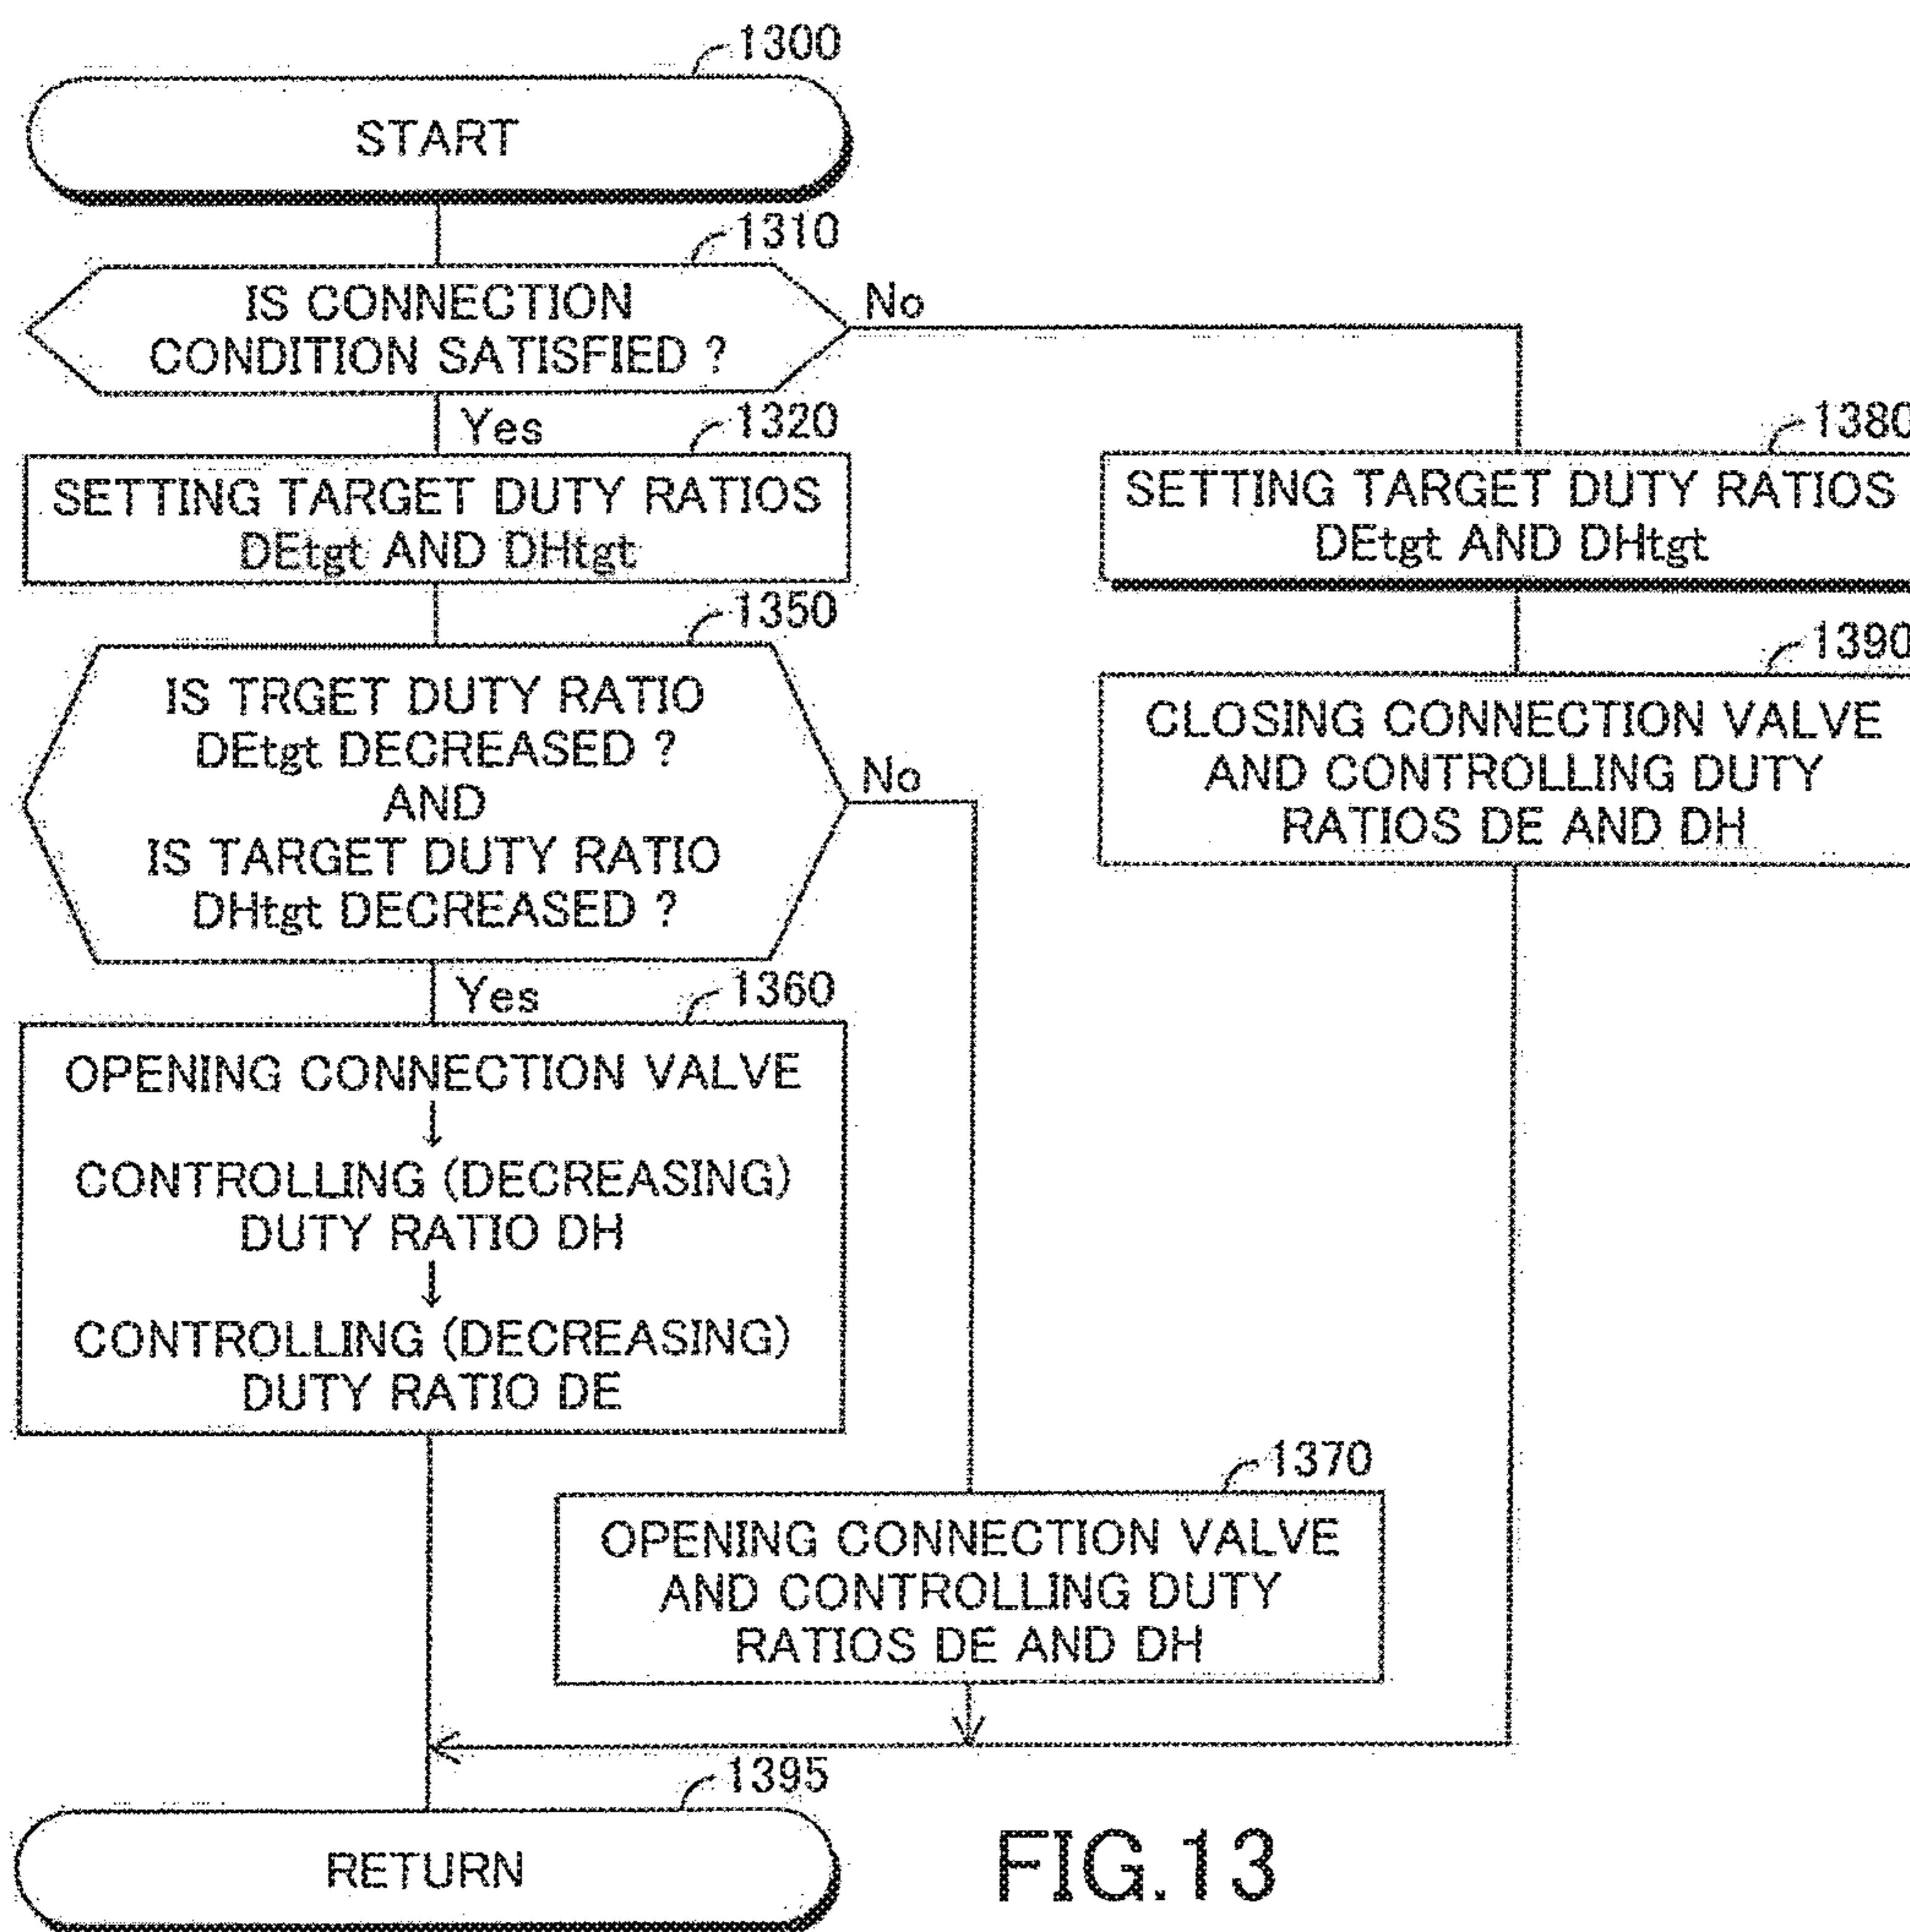 1300
START
1310
IS CONNECTION
CONDITION SATISFIED ?
No
Yes
1320
SETTING TARGET DUTY RATIOS
DEtgt AND DHtgt
1380
SETTING TARGET DUTY RATIOS
DEtgt AND DHtgt
1350
IS TRGET DUTY RATIO
DEtgt DECREASED ?
AND
IS TARGET DUTY RATIO
DHtgt DECREASED ?
No
Yes
1390
CLOSING CONNECTION VALVE
AND CONTROLLING DUTY
RATIOS DE AND DH
1360
OPENING CONNECTION VALVE
↓
CONTROLLING (DECREASING)
DUTY RATIO DH
↓
CONTROLLING (DECREASING)
DUTY RATIO DE
1370
OPENING CONNECTION VALVE
AND CONTROLLING DUTY
RATIOS DE AND DH
1395
RETURN
FIG.13